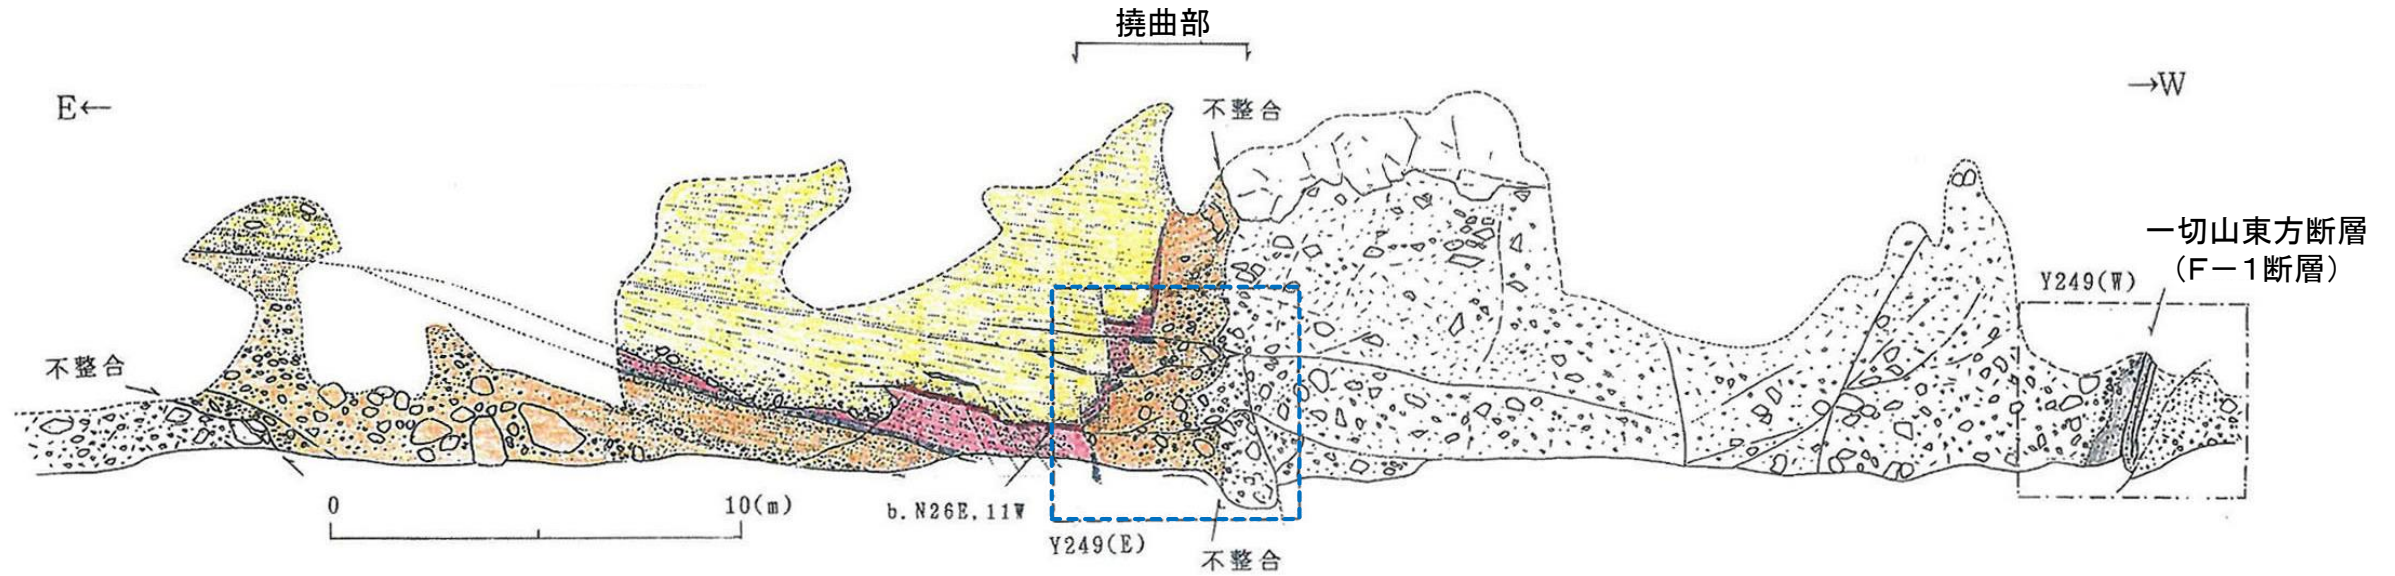 撓曲部
E←
→W
不整合
一切山東方断層
（F－1断層）
Y249(W)
不整合
0
10(m)
b.N26E,11W
Y249(E)
不整合